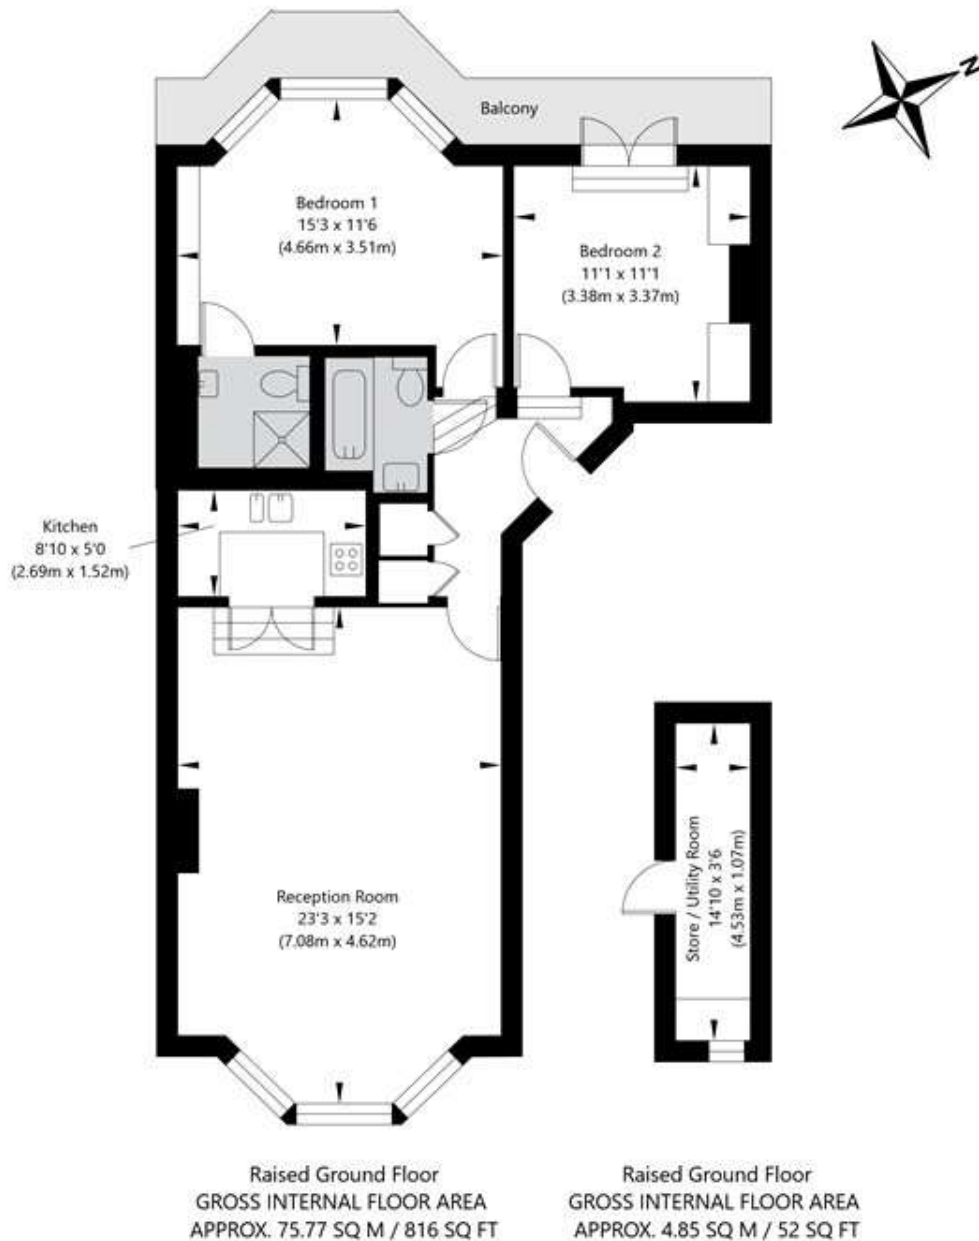 N
Balcony
Bedroom 1
15'3 x 11'6
(4.66m x 3.51m)
Bedroom 2
11'1 x 11'1
(3.38m x 3.37m)
Kitchen
8'10 x 5'0
(2.69m x 1.52m)
Reception Room
23'3 x 15'2
(7.08m x 4.62m)
Store / Utility Room
14'10 x 3'6
(4.53m x 1.07m)
Raised Ground Floor
GROSS INTERNAL FLOOR AREA
APPROX. 75.77 SQ M / 816 SQ FT
Raised Ground Floor
GROSS INTERNAL FLOOR AREA
APPROX. 4.85 SQ M / 52 SQ FT